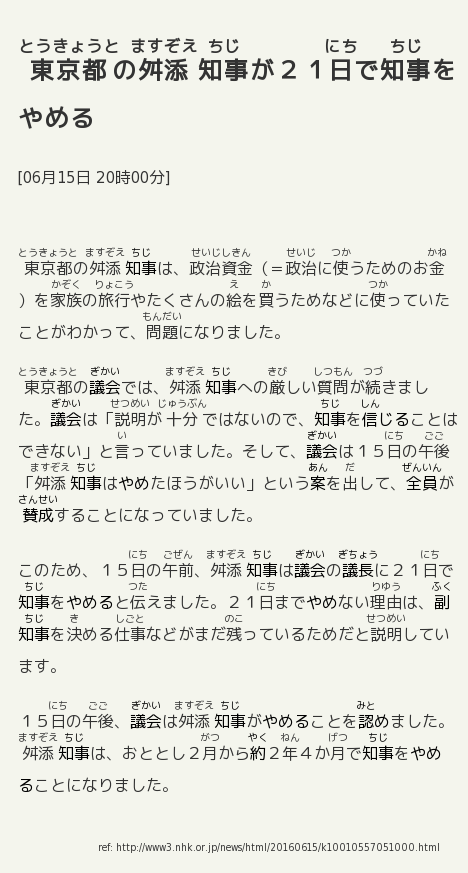 とうきょうと ますぞえ ちじ にち ちじ
東京都の舛添知事が２１日で知事を
やめる
[06月15日 20時00分]
とうきょうと ますぞえ ちじ せいじしきん せいじ つか かね
東京都の舛添知事は、政治資金（＝政治に使うためのお金
かぞく りょこう え か つか
）を家族の旅行やたくさんの絵を買うためなどに使っていた
もんだい
ことがわかって、問題になりました。
とうきょうと ぎかい ますぞえ ちじ きび しつもん つづ
東京都の議会では、舛添知事への厳しい質問が続きまし
ぎかい せつめい じゅうぶん ちじ しん
た。議会は「説明が十分ではないので、知事を信じることは
い ぎかい にち ごご
できない」と言っていました。そして、議会は１５日の午後
ますぞえ ちじ あん だ ぜんいん
「舛添知事はやめたほうがいい」という案を出して、全員が
さんせい
賛成することになっていました。
にち ごぜん ますぞえ ちじ ぎかい ぎちょう にち
このため、１５日の午前、舛添知事は議会の議長に２１日で
ちじ つた にち りゆう ふく
知事をやめると伝えました。２１日までやめない理由は、副
ちじ き しごと のこ せつめい
知事を決める仕事などがまだ残っているためだと説明してい
ます。
にち ごご ぎかい ますぞえ ちじ みと
１５日の午後、議会は舛添知事がやめることを認めました。
ますぞえ ちじ がつ やく ねん げつ ちじ
舛添知事は、おととし２月から約２年４か月で知事をやめ
ることになりました。
ref: http://www3.nhk.or.jp/news/html/20160615/k10010557051000.html